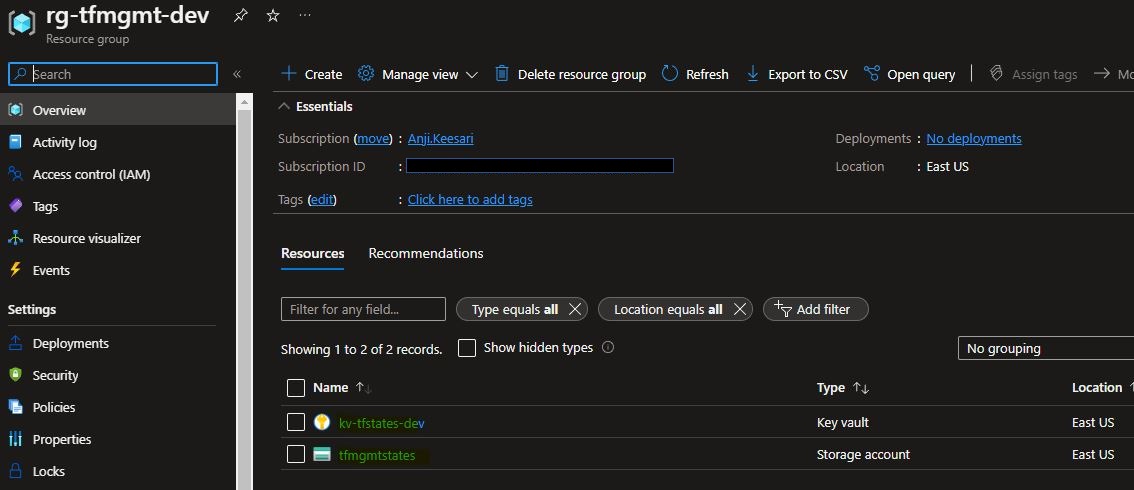 rg-tfmgmt-dev
Resource group
Search
Overview
Activity log
Access control (IAM)
Tags
Resource visualizer
Events
Settings
Deployments
Security
Policies
Properties
Locks
Create Manage view Delete resource group Refresh Export to CSV Open query Assign tags Mo
Essentials
Subscription (move) : Anji.Keesari
Subscription ID :
Tags (edit) : Click here to add tags
Deployments : No deployments
Location : East US
Resources Recommendations
Filter for any field... Type equals all Location equals all Add filter
Showing 1 to 2 of 2 records. Show hidden types
No grouping
Name Type Location
kv-tfstates-dev Key vault East US
tfmgmtstates Storage account East US